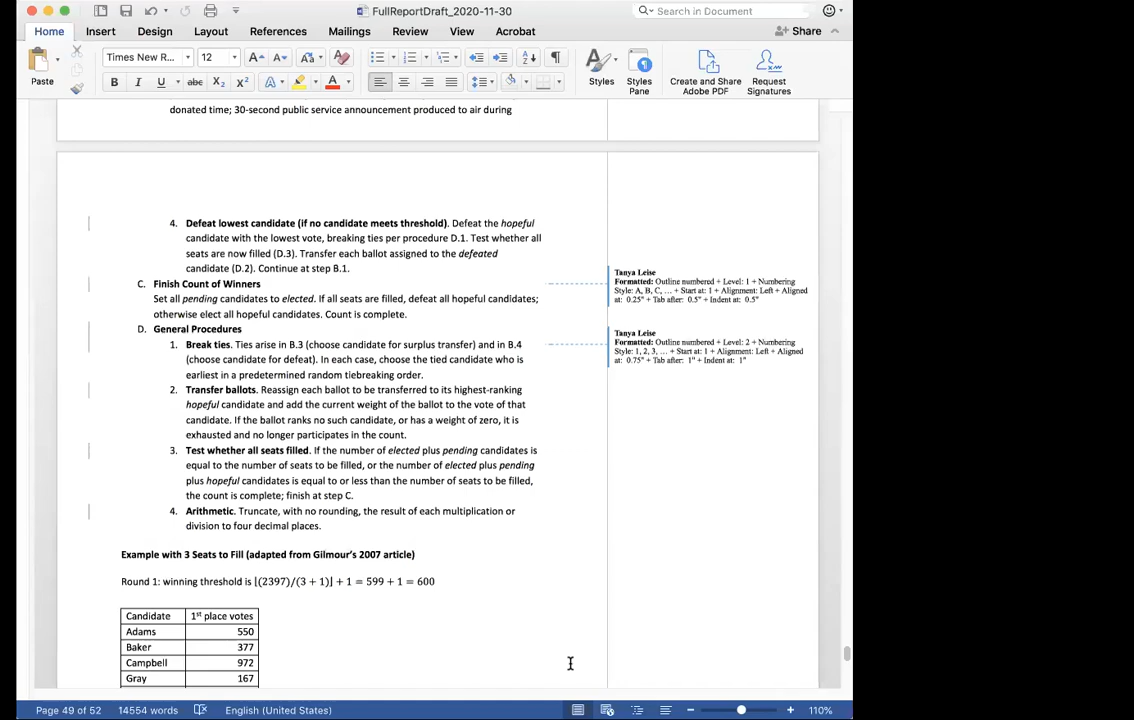 FullReportDraft_2020-11-30
Search in Document
Home Insert Design Layout References Mailings Review View Acrobat
Share
Paste
Times New R... 12
B I U abc X₂ X²
Styles
Styles Pane
Create and Share Adobe PDF
Request Signatures
donated time; 30-second public service announcement produced to air during
4. Defeat lowest candidate (if no candidate meets threshold). Defeat the hopeful
candidate with the lowest vote, breaking ties per procedure D.1. Test whether all
seats are now filled (D.3). Transfer each ballot assigned to the defeated
candidate (D.2). Continue at step B.1.
C. Finish Count of Winners
Set all pending candidates to elected. If all seats are filled, defeat all hopeful candidates;
otherwise elect all hopeful candidates. Count is complete.
D. General Procedures
1. Break ties. Ties arise in B.3 (choose candidate for surplus transfer) and in B.4
(choose candidate for defeat). In each case, choose the tied candidate who is
earliest in a predetermined random tiebreaking order.
2. Transfer ballots. Reassign each ballot to be transferred to its highest-ranking
hopeful candidate and add the current weight of the ballot to the vote of that
candidate. If the ballot ranks no such candidate, or has a weight of zero, it is
exhausted and no longer participates in the count.
3. Test whether all seats filled. If the number of elected plus pending candidates is
equal to the number of seats to be filled, or the number of elected plus pending
plus hopeful candidates is equal to or less than the number of seats to be filled,
the count is complete; finish at step C.
4. Arithmetic. Truncate, with no rounding, the result of each multiplication or
division to four decimal places.
Example with 3 Seats to Fill (adapted from Gilmour's 2007 article)
Round 1: winning threshold is ⌊(2397)/(3 + 1)⌋ + 1 = 599 + 1 = 600
Candidate 1st place votes
Adams 550
Baker 377
Campbell 972
Gray 167
Tanya Leise
Formatted: Outline numbered + Level: 1 + Numbering
Style: A, B, C, … + Start at: 1 + Alignment: Left + Aligned
at: 0.25" + Tab after: 0.5" + Indent at: 0.5"
Tanya Leise
Formatted: Outline numbered + Level: 2 + Numbering
Style: 1, 2, 3, … + Start at: 1 + Alignment: Left + Aligned
at: 0.75" + Tab after: 1" + Indent at: 1"
Page 49 of 52 14554 words English (United States) 110%